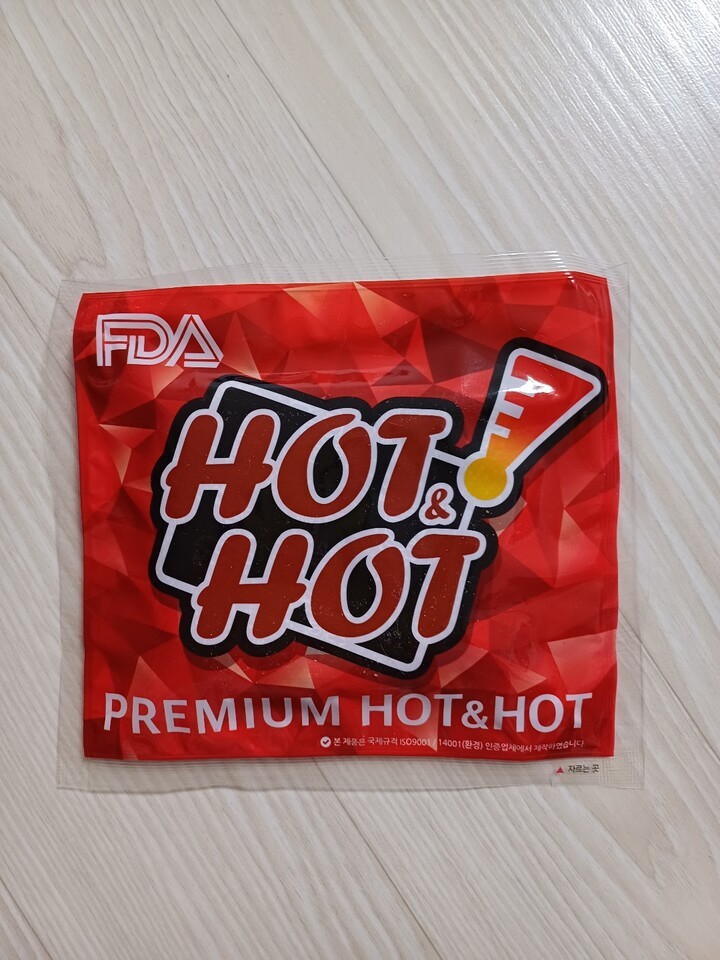 FDA
HOT &
HOT
PREMIUM HOT&HOT
본 제품은 국제규격 ISO9001 / 14001(환경) 인증업체에서 제작하였습니다
▲ 자르는 곳